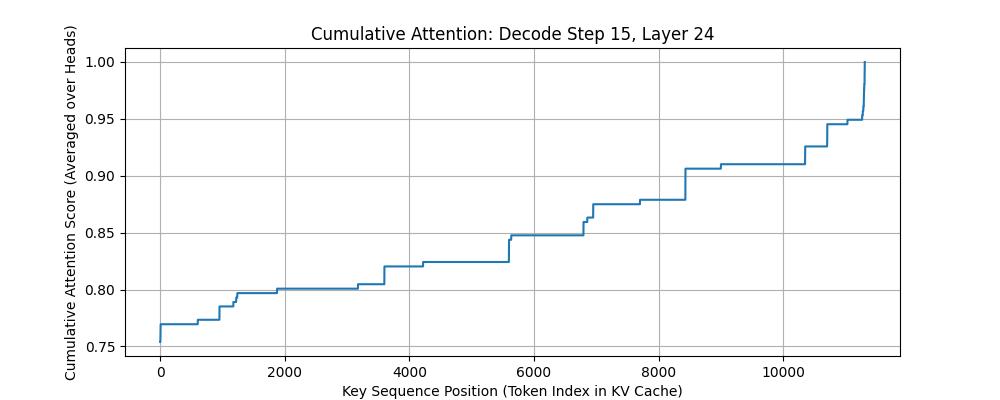 Cumulative Attention: Decode Step 15, Layer 24
Cumulative Attention Score (Averaged over Heads)
1.00
0.95
0.90
0.85
0.80
0.75
0 2000 4000 6000 8000 10000
Key Sequence Position (Token Index in KV Cache)